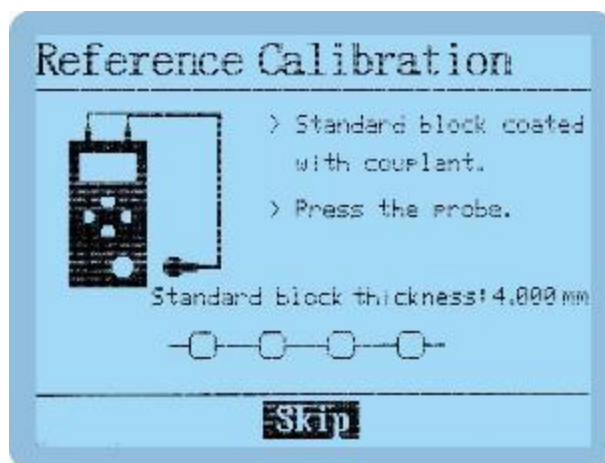 Reference Calibration
> Standard block coated
with couplant.
> Press the probe.
Standard block thickness: 4.000 mm
Skip